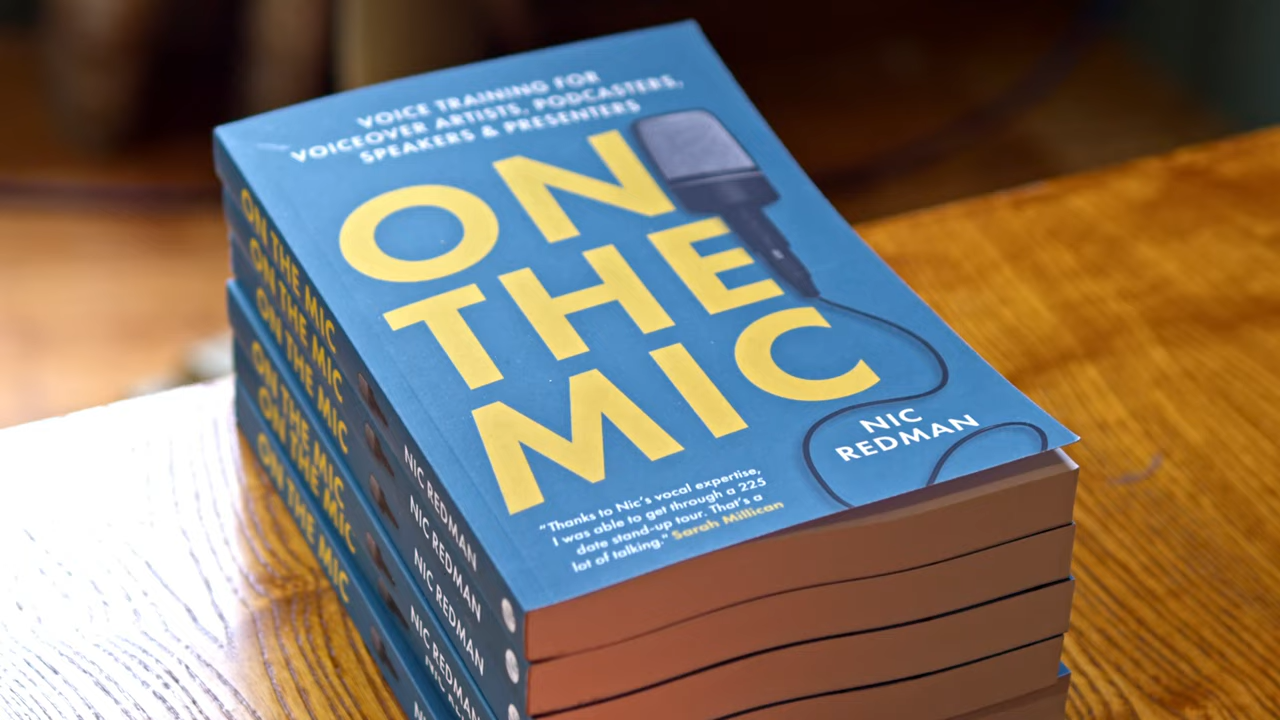 VOICE TRAINING FOR
VOICEOVER ARTISTS, PODCASTERS,
SPEAKERS & PRESENTERS
ON
THE
MIC
NIC
REDMAN
"Thanks to Nic's vocal expertise,
I was able to get through a 225
date stand-up tour. That's a
lot of talking." Sarah Millican
ON THE MIC NIC REDMAN
ON THE MIC NIC REDMAN
ON THE MIC NIC REDMAN
ON THE MIC NIC REDMAN
ON THE MIC
ON THE MIC